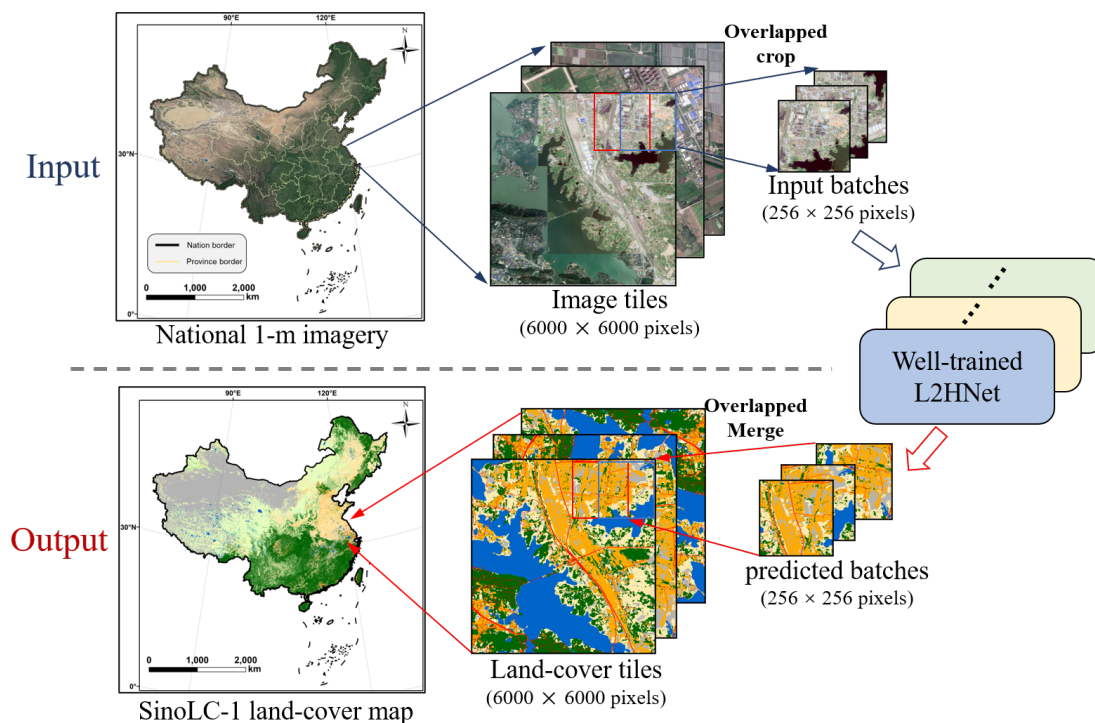 90°E
120°E
N
30°N
Input
Nation border
Province border
0
1,000
2,000
km
0°
National 1-m imagery
Overlapped
crop
Image tiles
(6000 × 6000 pixels)
Input batches
(256 × 256 pixels)
Well-trained
L2HNet
90°E
120°E
N
30°N
Output
0
1,000
2,000
km
0°
SinoLC-1 land-cover map
Overlapped
Merge
Land-cover tiles
(6000 × 6000 pixels)
predicted batches
(256 × 256 pixels)